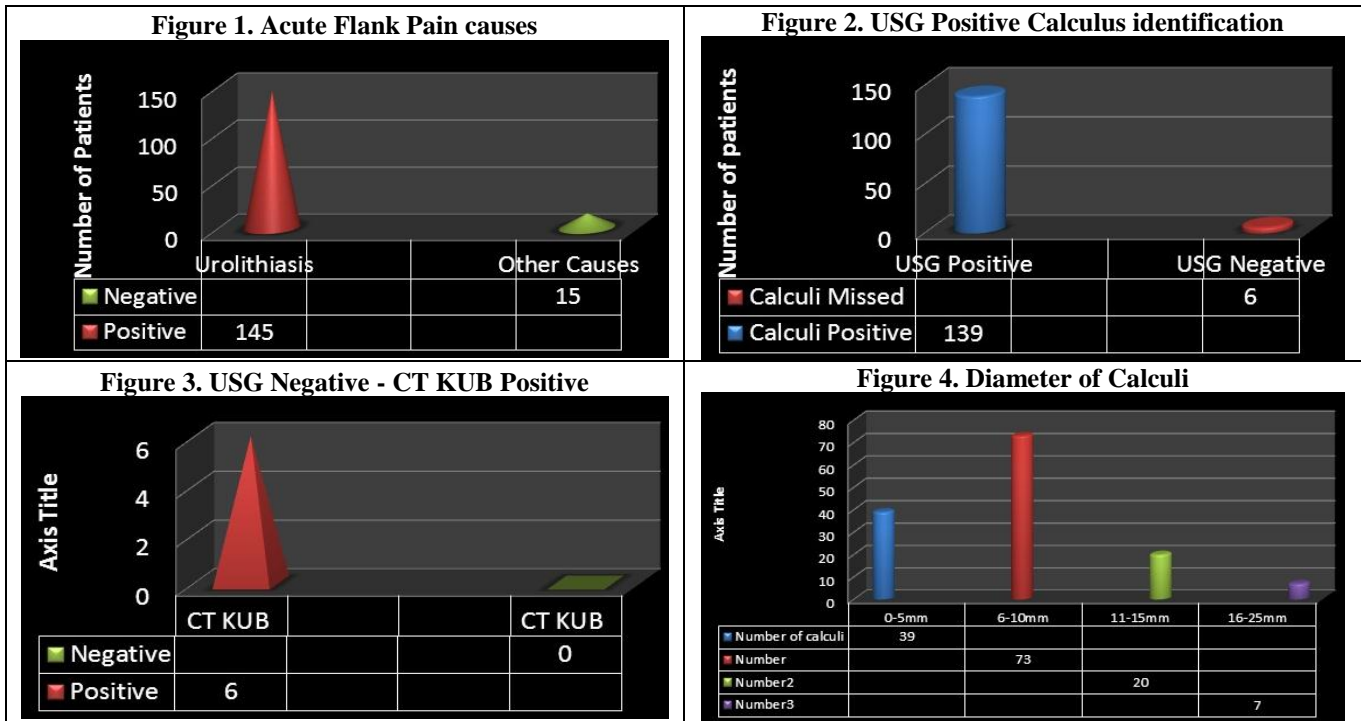 Figure 1. Acute Flank Pain causes
Number of Patients
150
100
50
0
Urolithiasis Other Causes
Negative 15
Positive 145
Figure 2. USG Positive Calculus identification
Number of patients
150
100
50
0
USG Positive USG Negative
Calculi Missed 6
Calculi Positive 139
Figure 3. USG Negative - CT KUB Positive
Axis Title
6
4
2
0
CT KUB CT KUB
Negative 0
Positive 6
Figure 4. Diameter of Calculi
Axis Title
80
70
60
50
40
30
20
10
0
0-5mm 6-10mm 11-15mm 16-25mm
Number of calculi 39
Number 73
Number2 20
Number3 7